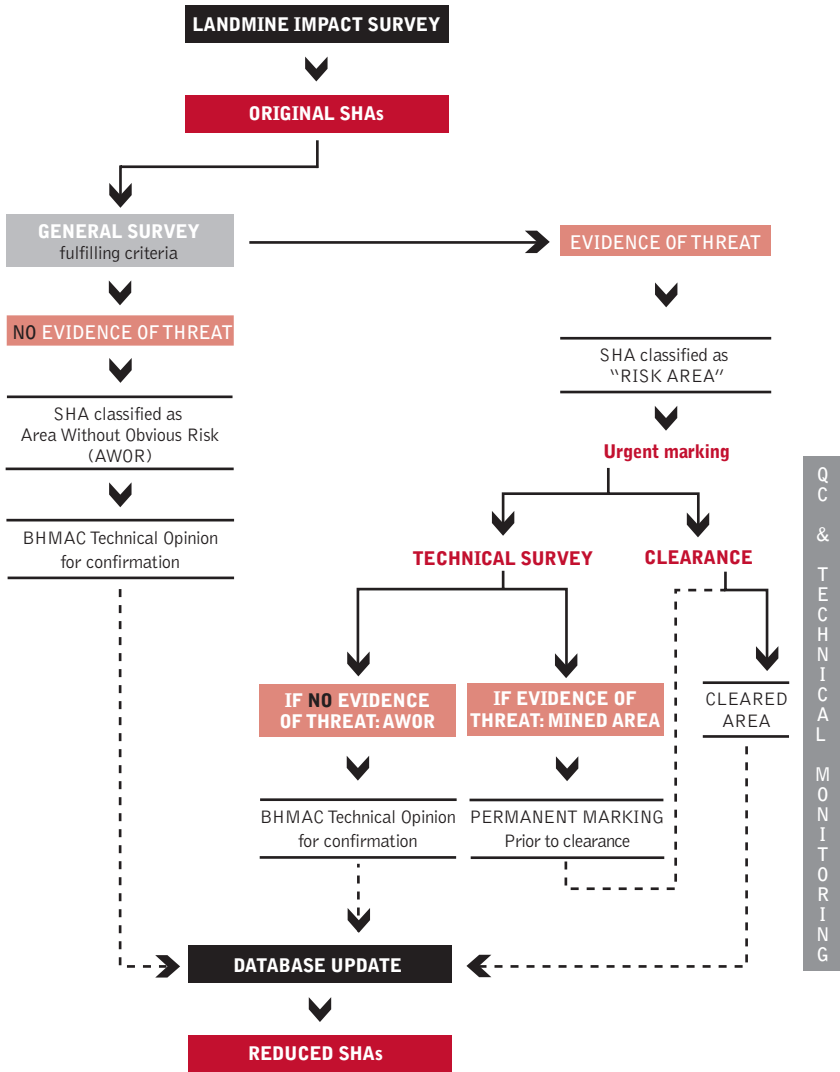 LANDMINE IMPACT SURVEY
ORIGINAL SHAs
GENERAL SURVEY
fulfilling criteria
EVIDENCE OF THREAT
NO EVIDENCE OF THREAT
SHA classified as
"RISK AREA"
SHA classified as
Area Without Obvious Risk
(AWOR)
Urgent marking
BHMAC Technical Opinion
for confirmation
TECHNICAL SURVEY
CLEARANCE
IF NO EVIDENCE
OF THREAT: AWOR
IF EVIDENCE OF
THREAT: MINED AREA
CLEARED
AREA
BHMAC Technical Opinion
for confirmation
PERMANENT MARKING
Prior to clearance
DATABASE UPDATE
REDUCED SHAs
QC & TECHNICAL MONITORING